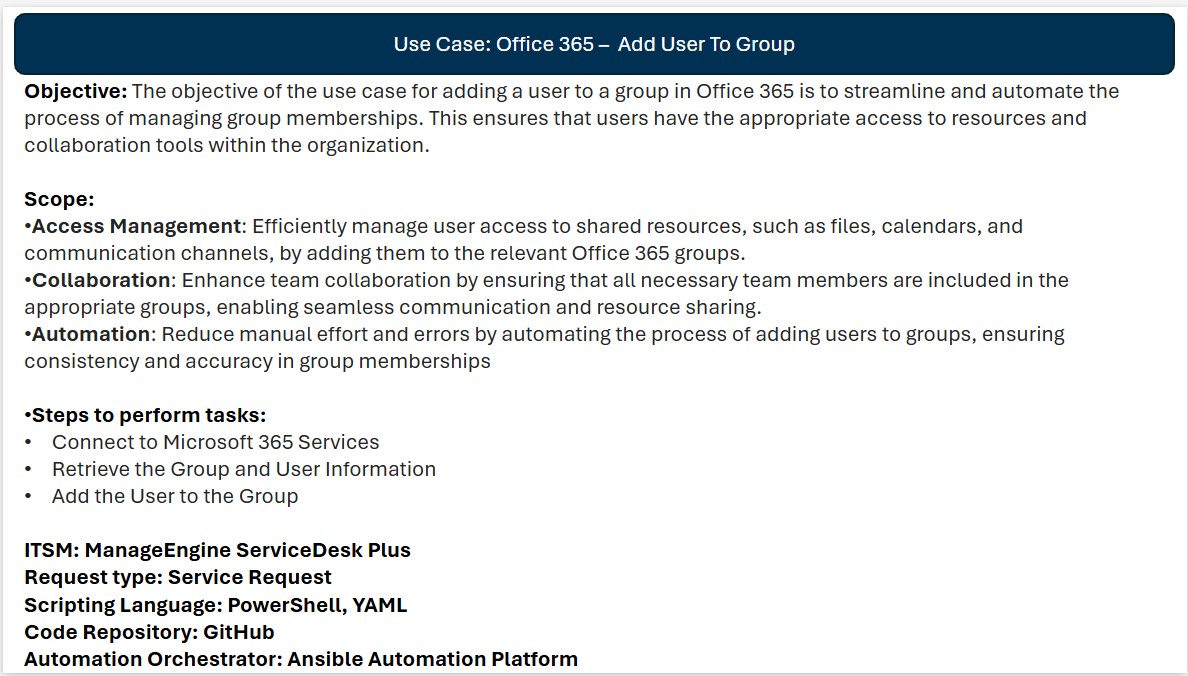 Use Case: Office 365 – Add User To Group
Objective: The objective of the use case for adding a user to a group in Office 365 is to streamline and automate the
process of managing group memberships. This ensures that users have the appropriate access to resources and
collaboration tools within the organization.
Scope:
•Access Management: Efficiently manage user access to shared resources, such as files, calendars, and
communication channels, by adding them to the relevant Office 365 groups.
•Collaboration: Enhance team collaboration by ensuring that all necessary team members are included in the
appropriate groups, enabling seamless communication and resource sharing.
•Automation: Reduce manual effort and errors by automating the process of adding users to groups, ensuring
consistency and accuracy in group memberships
•Steps to perform tasks:
• Connect to Microsoft 365 Services
• Retrieve the Group and User Information
• Add the User to the Group
ITSM: ManageEngine ServiceDesk Plus
Request type: Service Request
Scripting Language: PowerShell, YAML
Code Repository: GitHub
Automation Orchestrator: Ansible Automation Platform